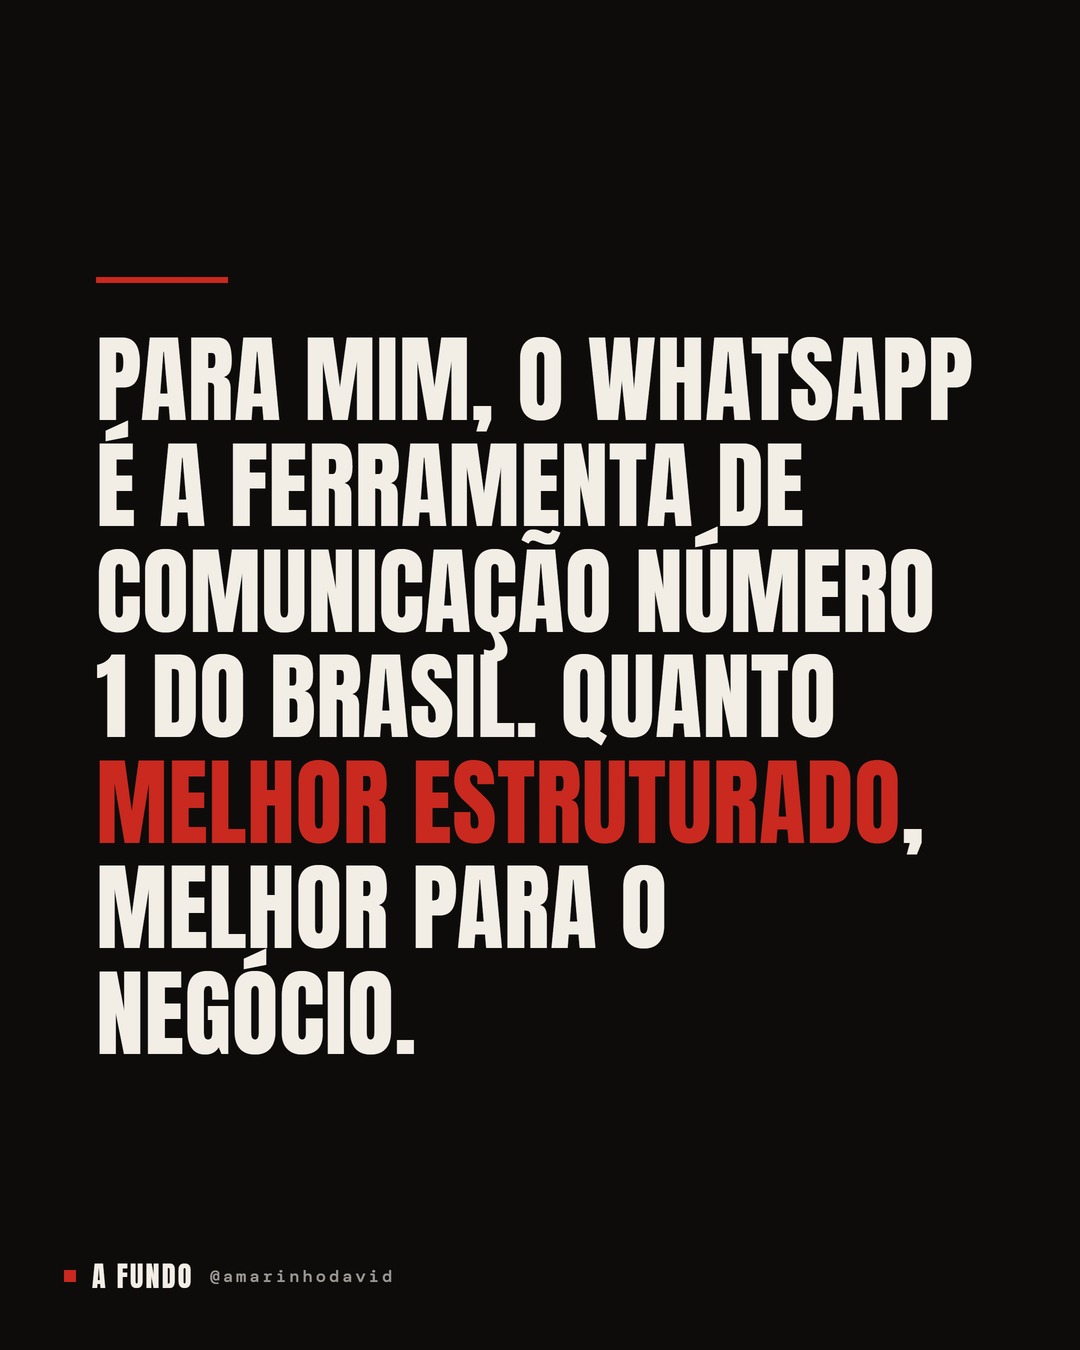 PARA MIM, O WHATSAPP
É A FERRAMENTA DE
COMUNICAÇÃO NÚMERO
1 DO BRASIL. QUANTO
MELHOR ESTRUTURADO,
MELHOR PARA O
NEGÓCIO.
A FUNDO @amarinhodavid